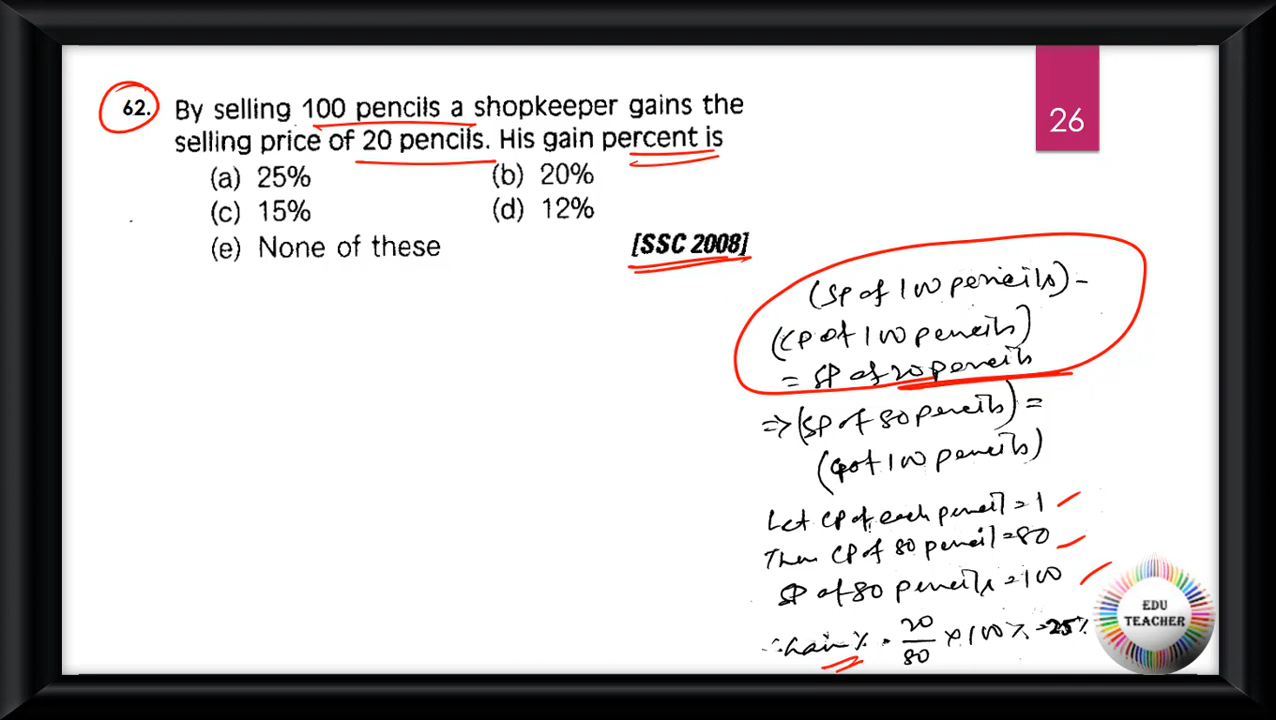 26
62. By selling 100 pencils a shopkeeper gains the
selling price of 20 pencils. His gain percent is
(a) 25% (b) 20%
(c) 15% (d) 12%
(e) None of these [SSC 2008]
(SP of 100 pencils) -
(CP of 100 pencils)
= SP of 20 pencils
=> (SP of 80 pencils) =
(CP of 100 pencils)
Let CP of each pencil = 1
Then CP of 80 pencil = 80
SP of 80 pencils = 100
∴ Gain % = 20/80 × 100% = 25%
EDU
TEACHER